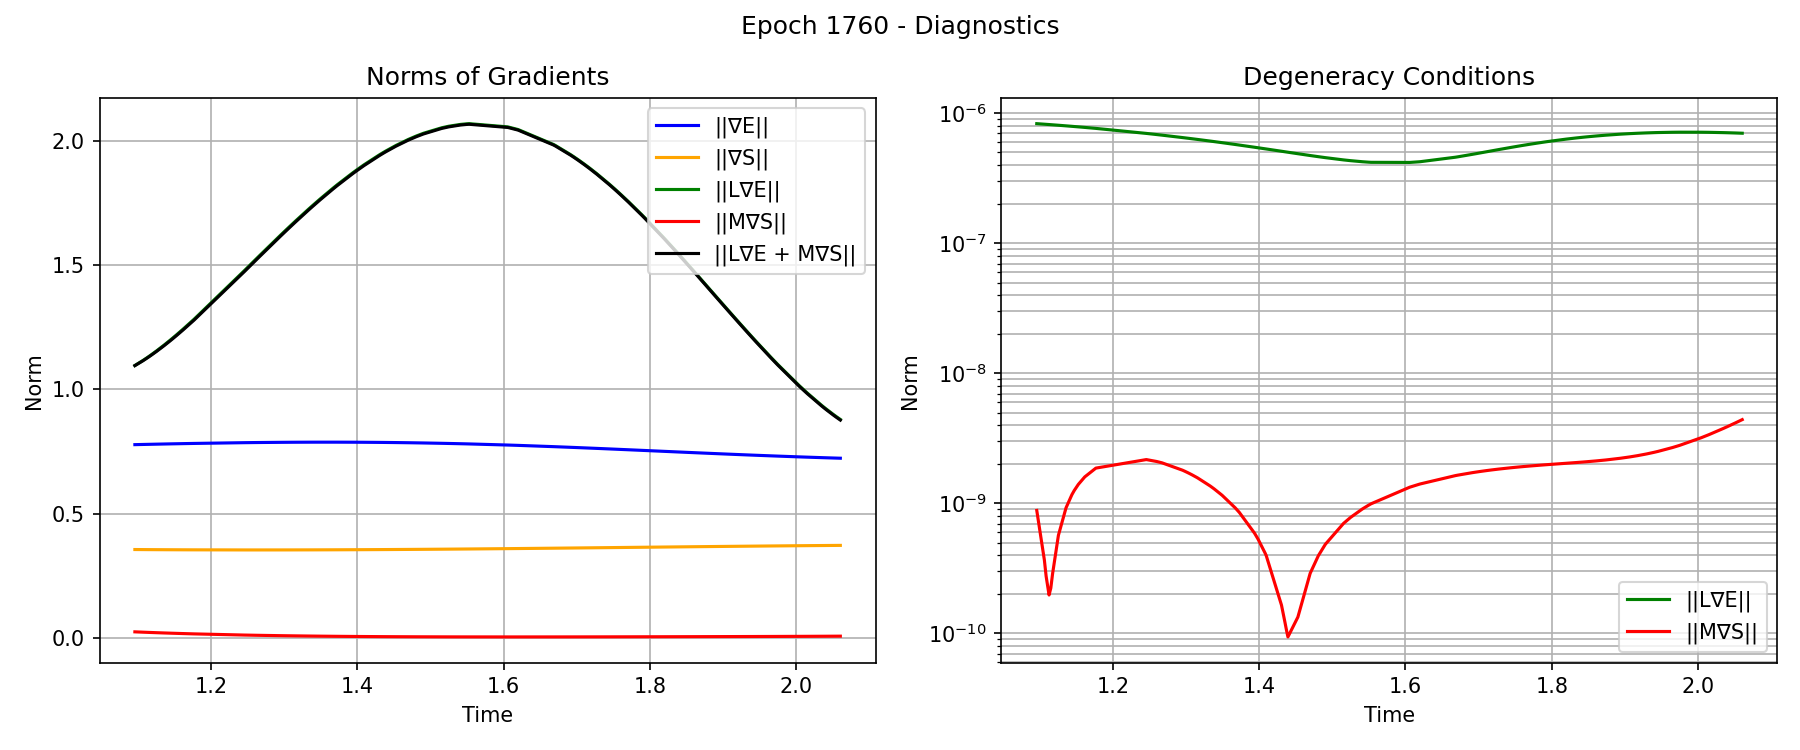 Epoch 1760 - Diagnostics
Norms of Gradients
Norm
2.0
1.5
1.0
0.5
0.0
1.2
1.4
1.6
1.8
2.0
Time
||∇E||
||∇S||
||L∇E||
||M∇S||
||L∇E + M∇S||
Degeneracy Conditions
Norm
10⁻⁶
10⁻⁷
10⁻⁸
10⁻⁹
10⁻¹⁰
1.2
1.4
1.6
1.8
2.0
Time
||L∇E||
||M∇S||